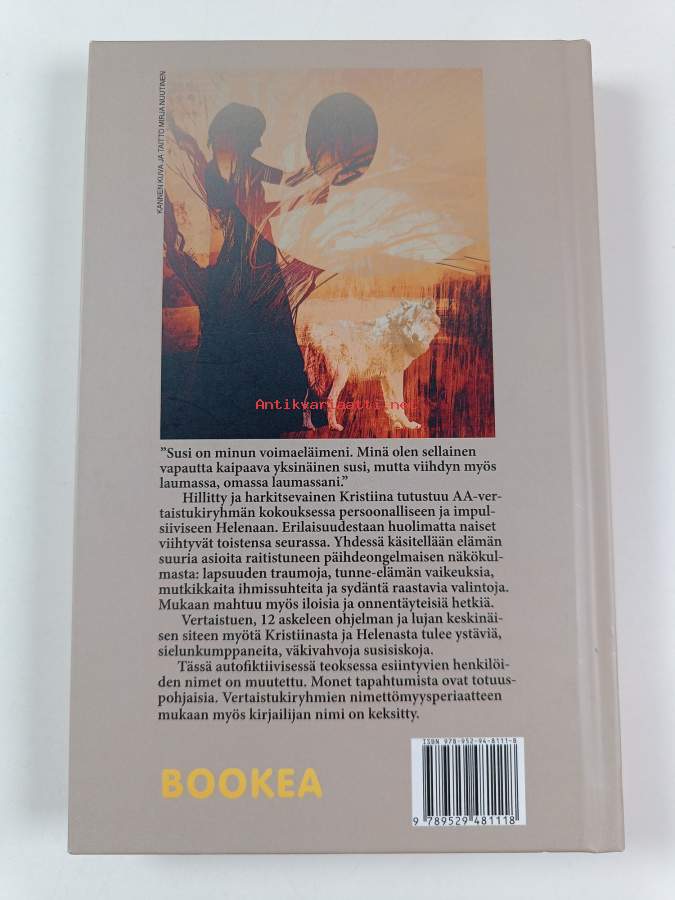 KANNEN KUVA JA TAITTO MIRJA NUUTINEN
Antikvariaatti.net
”Susi on minun voimaeläimeni. Minä olen sellainen
vapautta kaipaava yksinäinen susi, mutta viihdyn myös
laumassa, omassa laumassani.”
Hillitty ja harkitsevainen Kristiina tutustuu AA-ver-
taistukiryhmän kokouksessa persoonalliseen ja impul-
siiviseen Helenaan. Erilaisuudestaan huolimatta naiset
viihtyvät toistensa seurassa. Yhdessä käsitellään elämän
suuria asioita raitistuneen päihdeongelmaisen näkökul-
masta: lapsuuden traumoja, tunne-elämän vaikeuksia,
mutkikkaita ihmissuhteita ja sydäntä raastavia valintoja.
Mukaan mahtuu myös iloisia ja onnentäyteisiä hetkiä.
Vertaistuen, 12 askeleen ohjelman ja lujan keskinäi-
sen siteen myötä Kristiinasta ja Helenasta tulee ystäviä,
sielunkumppaneita, väkivahvoja susisiskoja.
Tässä autofiktiivisessä teoksessa esiintyvien henkilöi-
den nimet on muutettu. Monet tapahtumista ovat totuus-
pohjaisia. Vertaistukiryhmien nimettömyysperiaatteen
mukaan myös kirjailijan nimi on keksitty.
ISBN 978-952-94-8111-8
BOOKEA
9 789529 481118